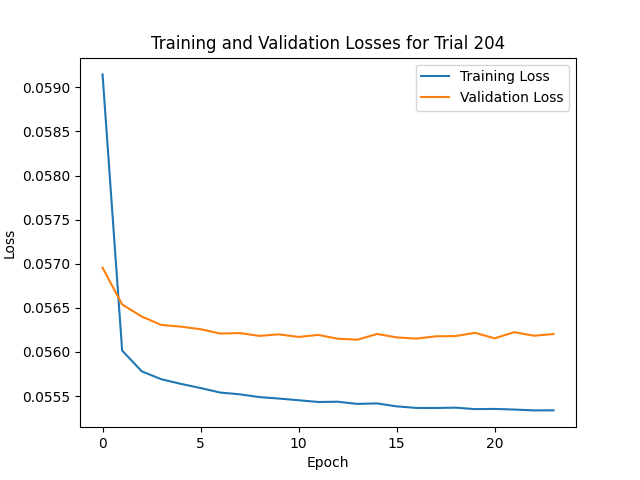 Training and Validation Losses for Trial 204
Training Loss
Validation Loss
0.0590
0.0585
0.0580
0.0575
0.0570
0.0565
0.0560
0.0555
Loss
0
5
10
15
20
Epoch